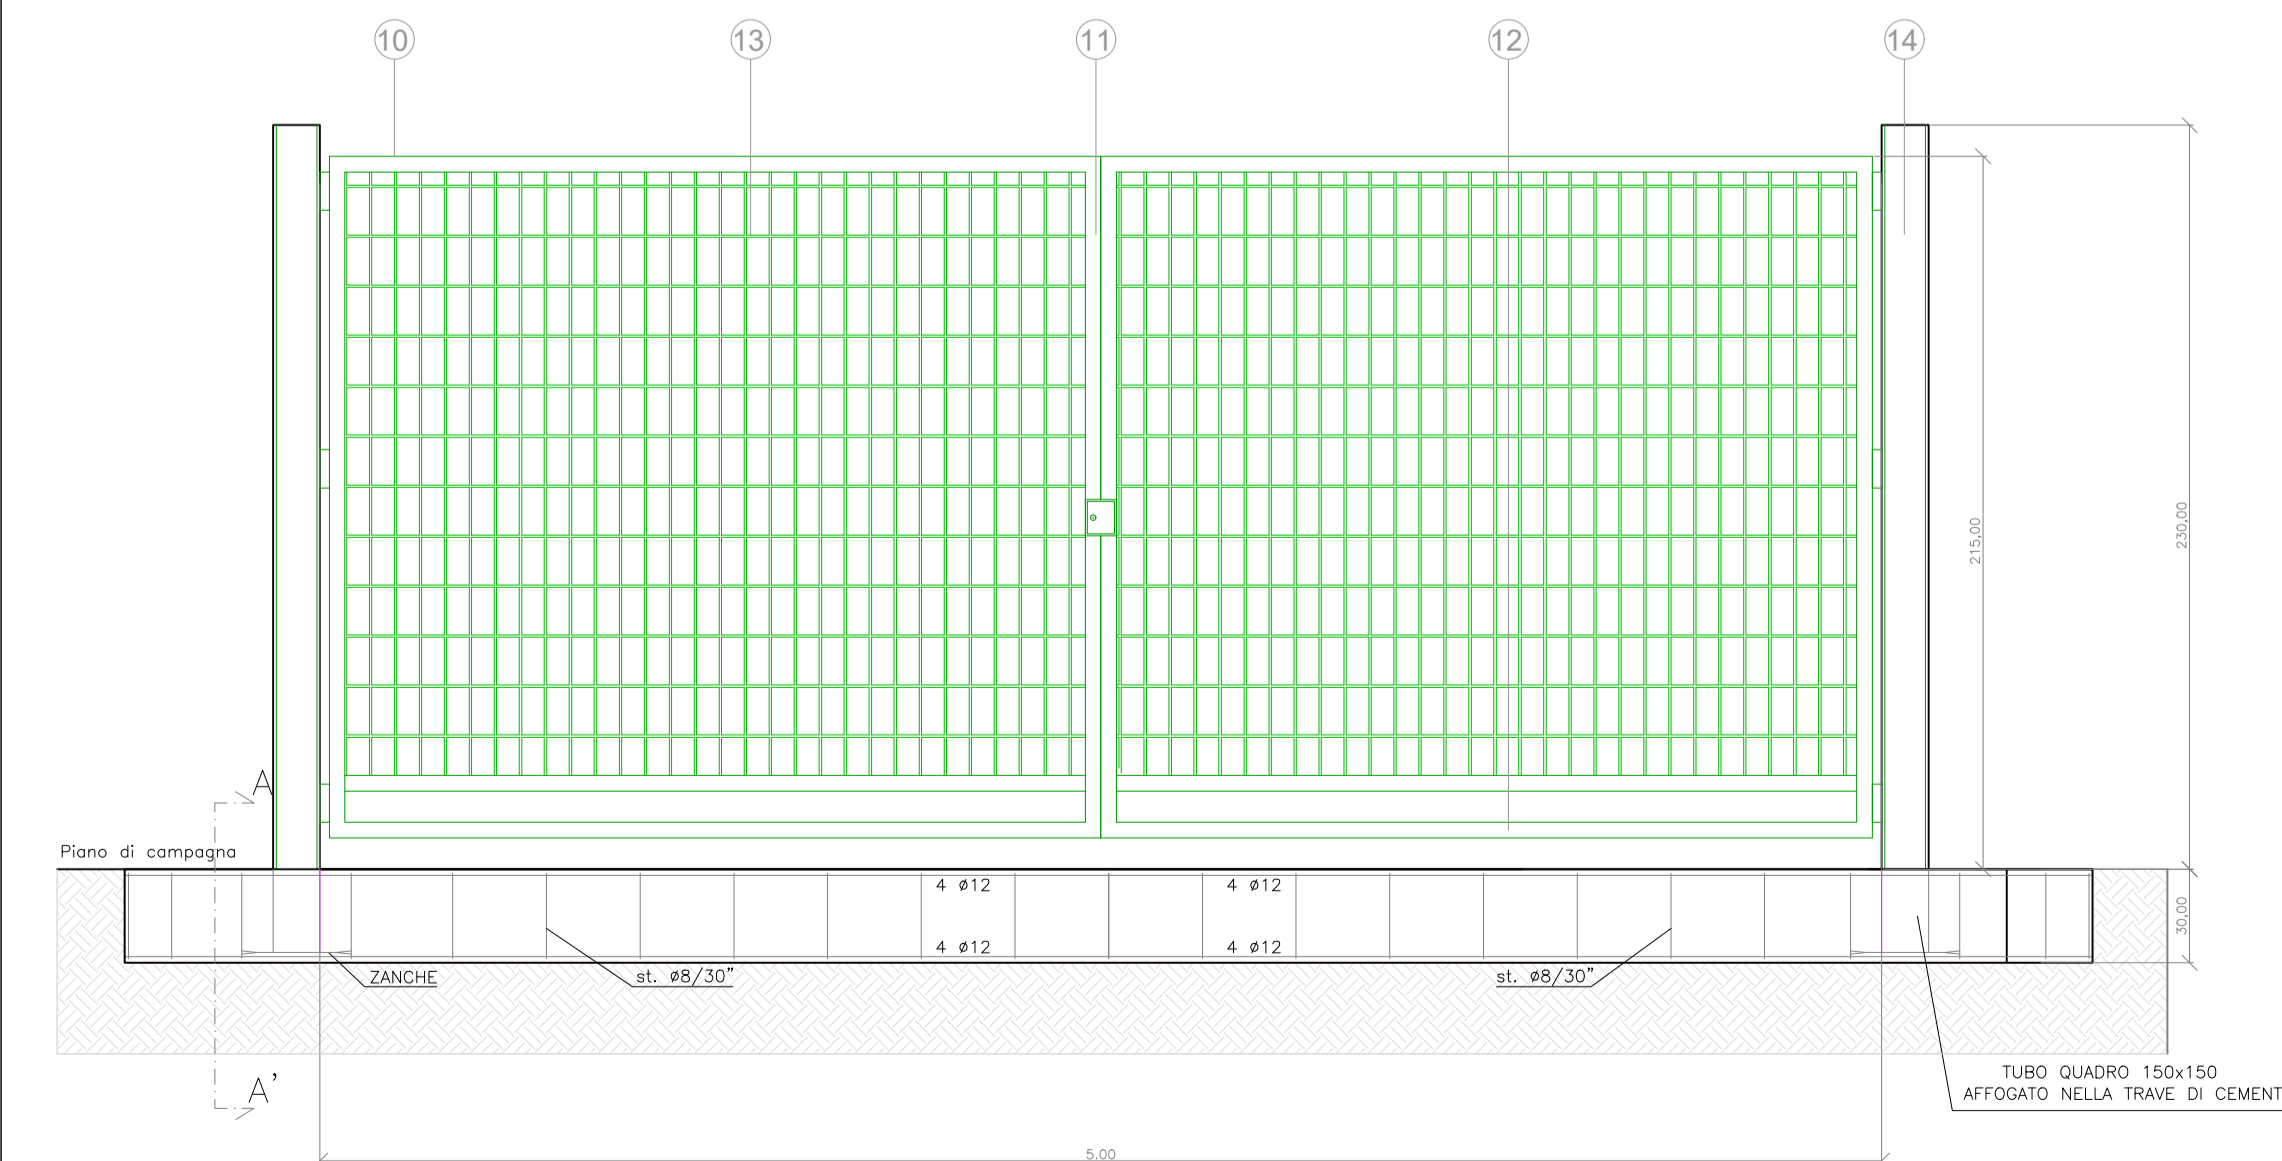 10
13
11
12
14
230,00
215,00
A
Piano di campagna
4 ø12
4 ø12
4 ø12
4 ø12
30,00
ZANCHE
st. ø8/30"
st. ø8/30"
A'
TUBO QUADRO 150x150
AFFOGATO NELLA TRAVE DI CEMENT
5.00